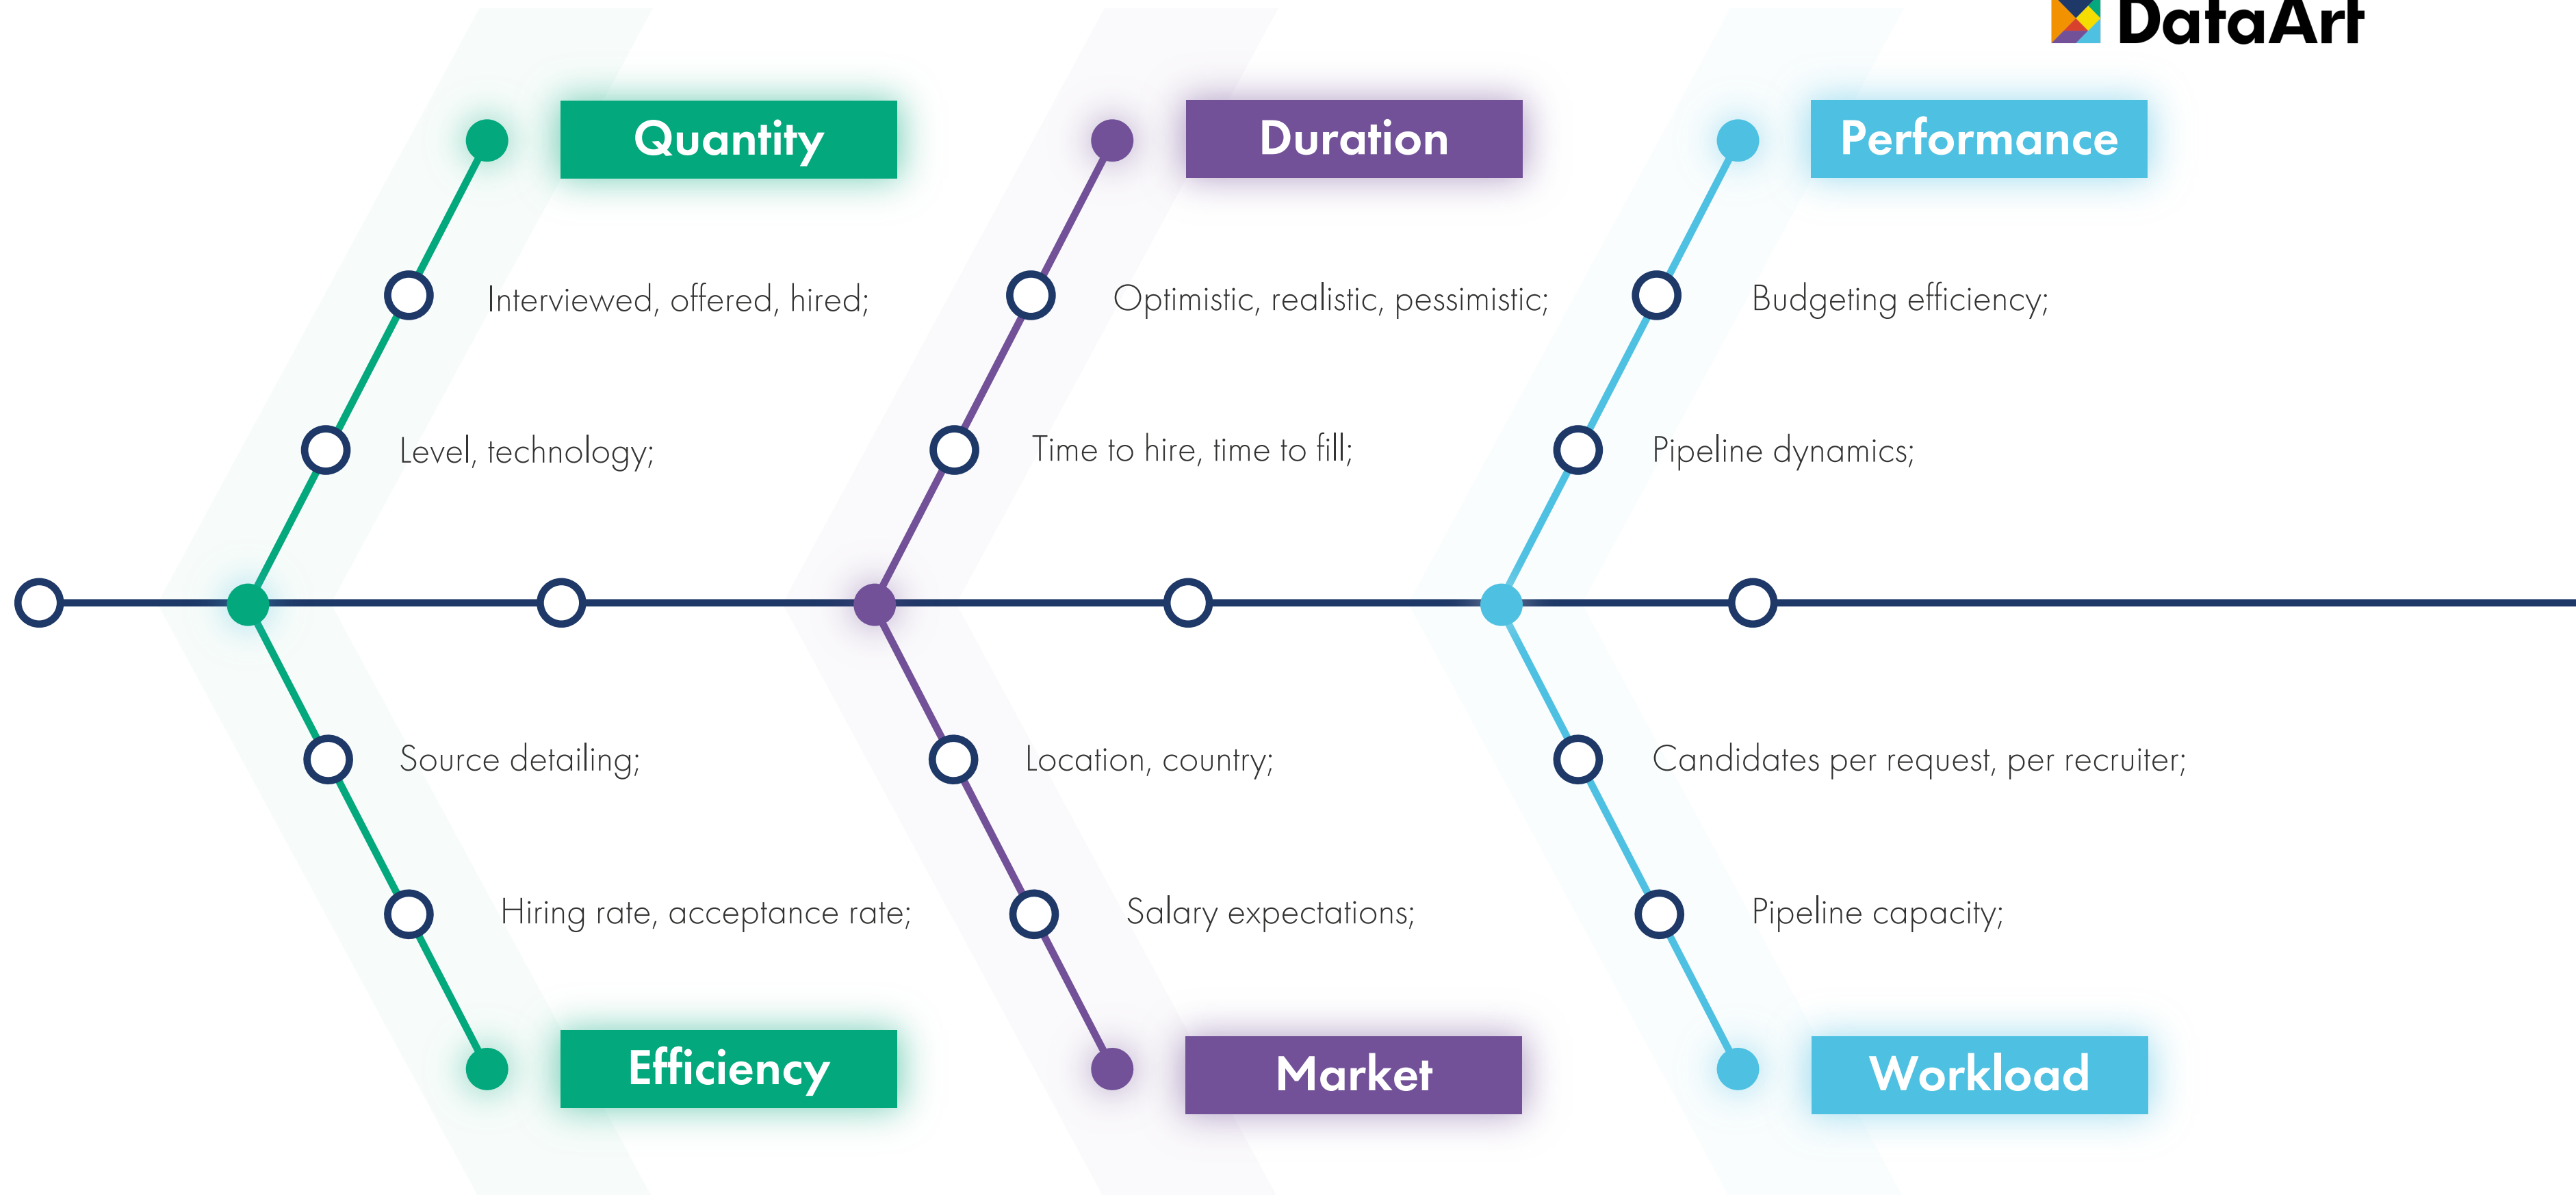 DataArt
Quantity
Duration
Performance
Interviewed, offered, hired;
Optimistic, realistic, pessimistic;
Budgeting efficiency;
Level, technology;
Time to hire, time to fill;
Pipeline dynamics;
Source detailing;
Location, country;
Candidates per request, per recruiter;
Hiring rate, acceptance rate;
Salary expectations;
Pipeline capacity;
Efficiency
Market
Workload